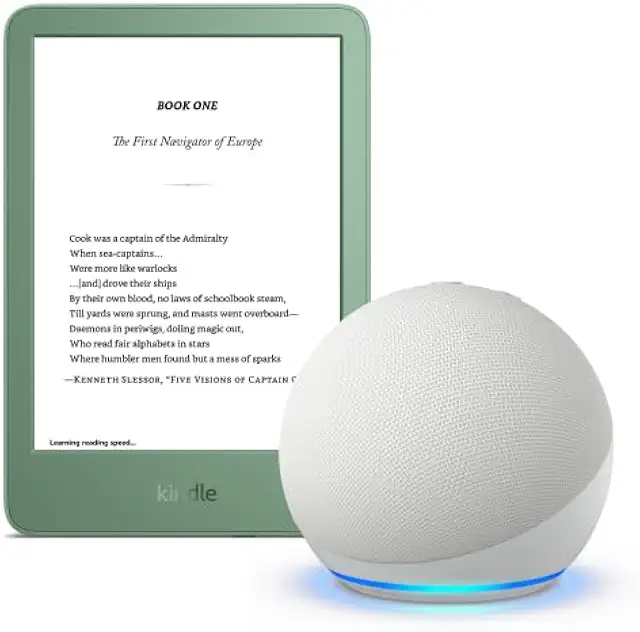 BOOK ONE
The First Navigator of Europe
Cook was a captain of the Admiralty
When sea-captains...
Were more like warlocks
...[and] drove their ships
By their own blood, no laws of schoolbook steam,
Till yards were sprung, and masts went overboard—
Daemons in periwigs, doling magic out,
Who read fair alphabets in stars
Where humbler men found but a mess of sparks
—KENNETH SLESSOR, "FIVE VISIONS OF CAPTAIN C
Learning reading speed...
kindle